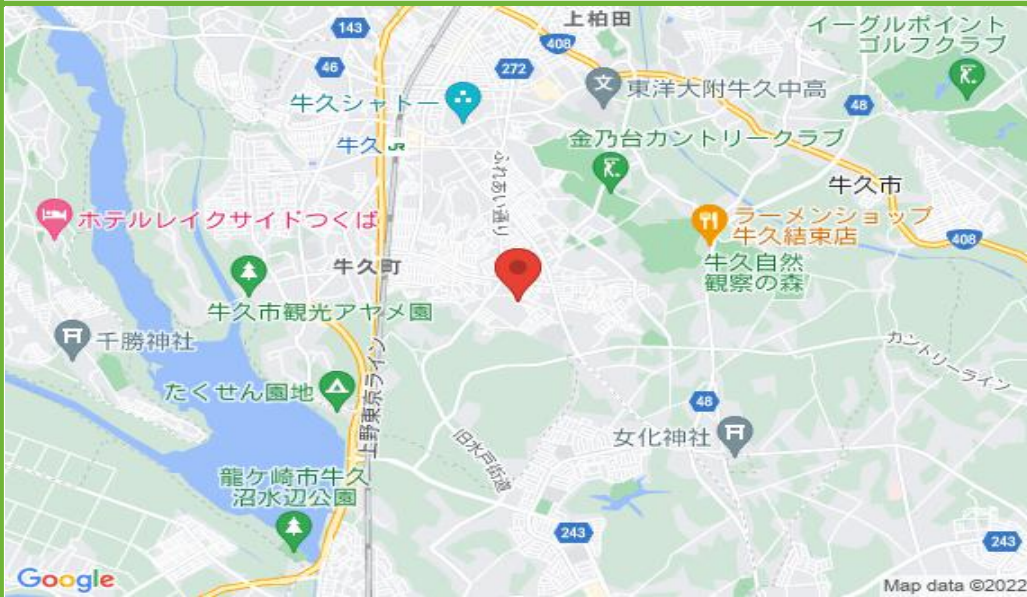 上柏田
イーグルポイント
ゴルフクラブ
143
408
46
272
牛久シャトー
東洋大附牛久中高
48
牛久 JR
ふれあい通り
金乃台カントリークラブ
牛久市
ホテルレイクサイドつくば
ラーメンショップ
牛久結束店
408
牛久町
牛久自然
観察の森
牛久市観光アヤメ園
千勝神社
カントリーライン
たくせん園地
上野東京ライン
48
女化神社
旧水戸街道
龍ケ崎市牛久
沼水辺公園
243
243
Google
Map data ©2022